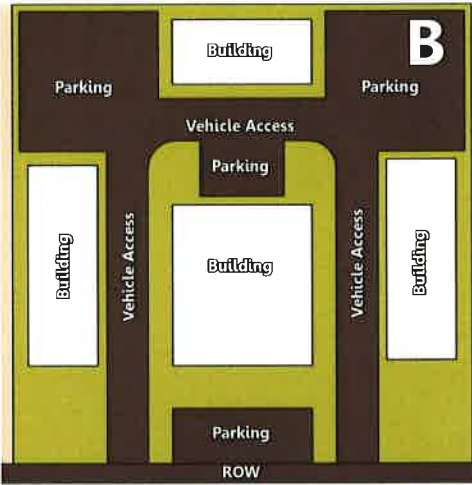 Building
B
Parking
Parking
Vehicle Access
Parking
Building
Vehicle Access
Building
Vehicle Access
Building
Parking
ROW